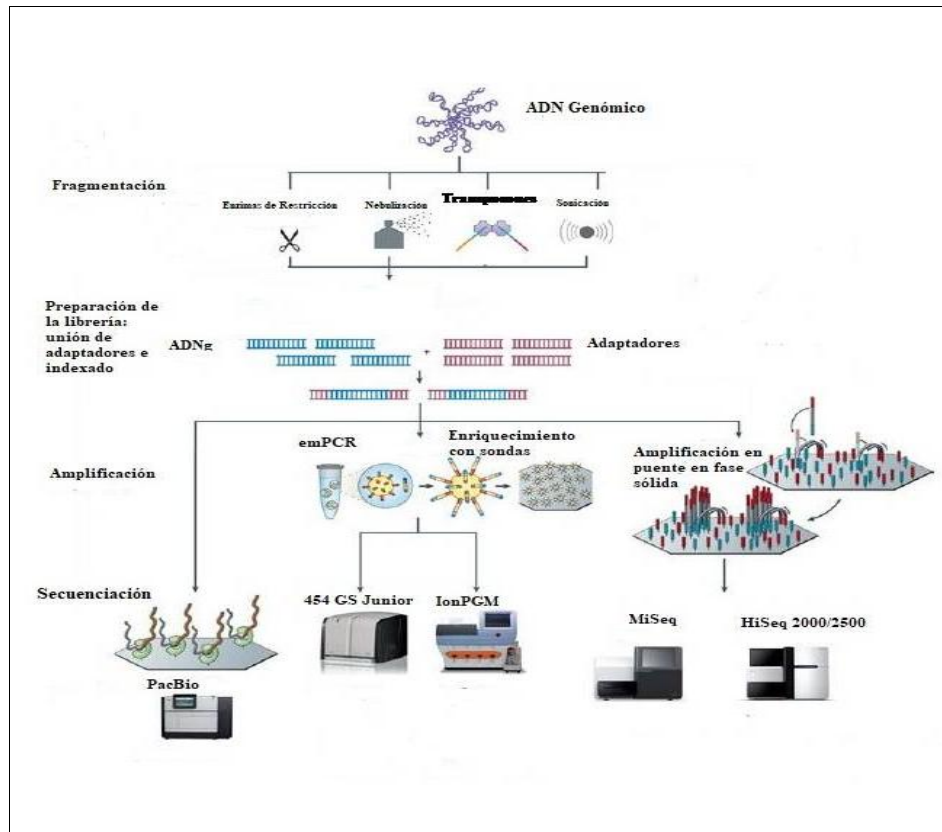 ADN Genómico
Fragmentación
Enzimas de Restricción
Nebulización
Transposones
Sonicación
Preparación de
la librería:
unión de
adaptadores e
indexado
ADNg
+
Adaptadores
Amplificación
emPCR
Enriquecimiento
con sondas
Amplificación en
puente en fase
sólida
Secuenciación
PacBio
454 GS Junior
IonPGM
MiSeq
HiSeq 2000/2500